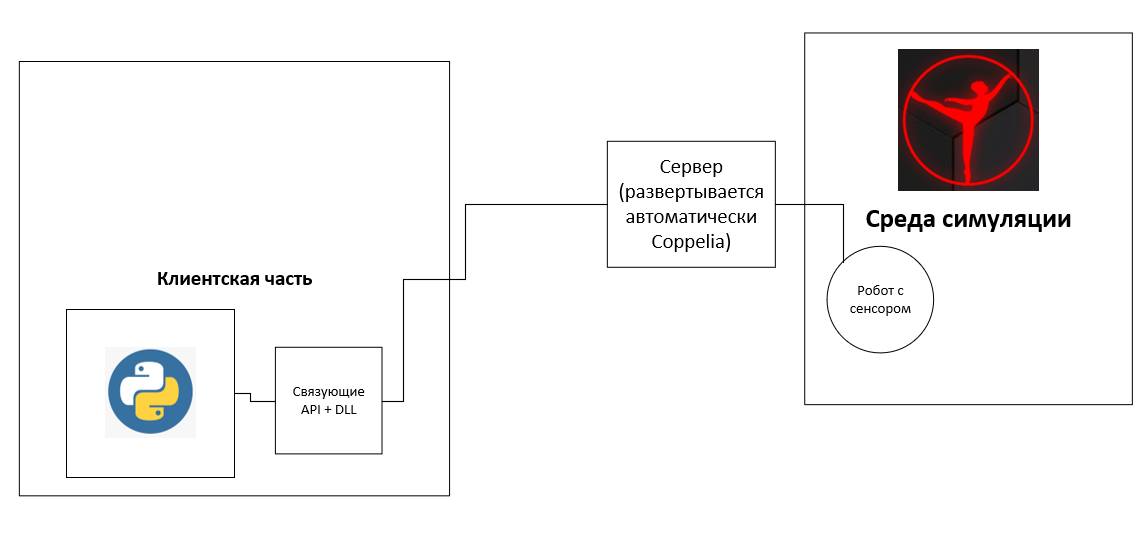 Клиентская часть
Связующие
API + DLL
Сервер
(развертывается
автоматически
Coppelia)
Среда симуляции
Робот с
сенсором